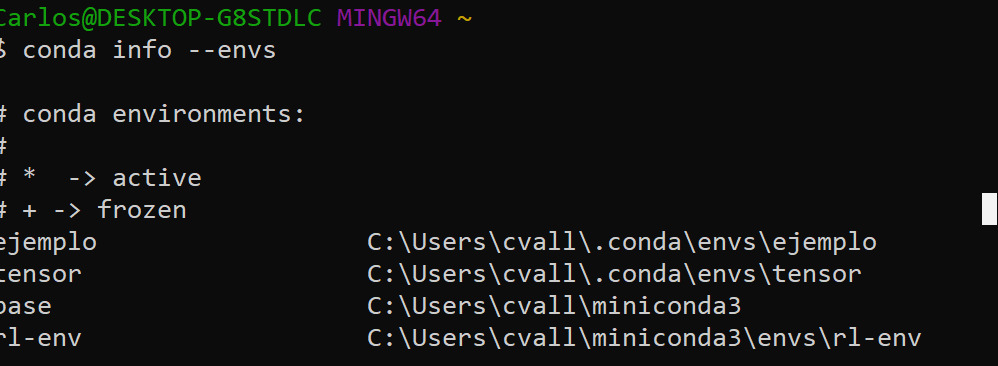 Carlos@DESKTOP-G8STDLC MINGW64 ~
$ conda info --envs
# conda environments:
#
# *  -> active
# + -> frozen
ejemplo                  C:\Users\cvall\.conda\envs\ejemplo
tensor                   C:\Users\cvall\.conda\envs\tensor
base                     C:\Users\cvall\miniconda3
rl-env                   C:\Users\cvall\miniconda3\envs\rl-env